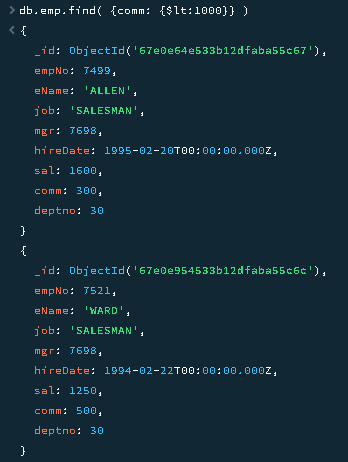 > db.emp.find( {comm: {$lt:1000}} )
< {
_id: ObjectId('67e0e64e533b12dfaba55c67'),
empNo: 7499,
eName: 'ALLEN',
job: 'SALESMAN',
mgr: 7698,
hireDate: 1995-02-20T00:00:00.000Z,
sal: 1600,
comm: 300,
deptno: 30
}
{
_id: ObjectId('67e0e954533b12dfaba55c6c'),
empNo: 7521,
eName: 'WARD',
job: 'SALESMAN',
mgr: 7698,
hireDate: 1994-02-22T00:00:00.000Z,
sal: 1250,
comm: 500,
deptno: 30
}